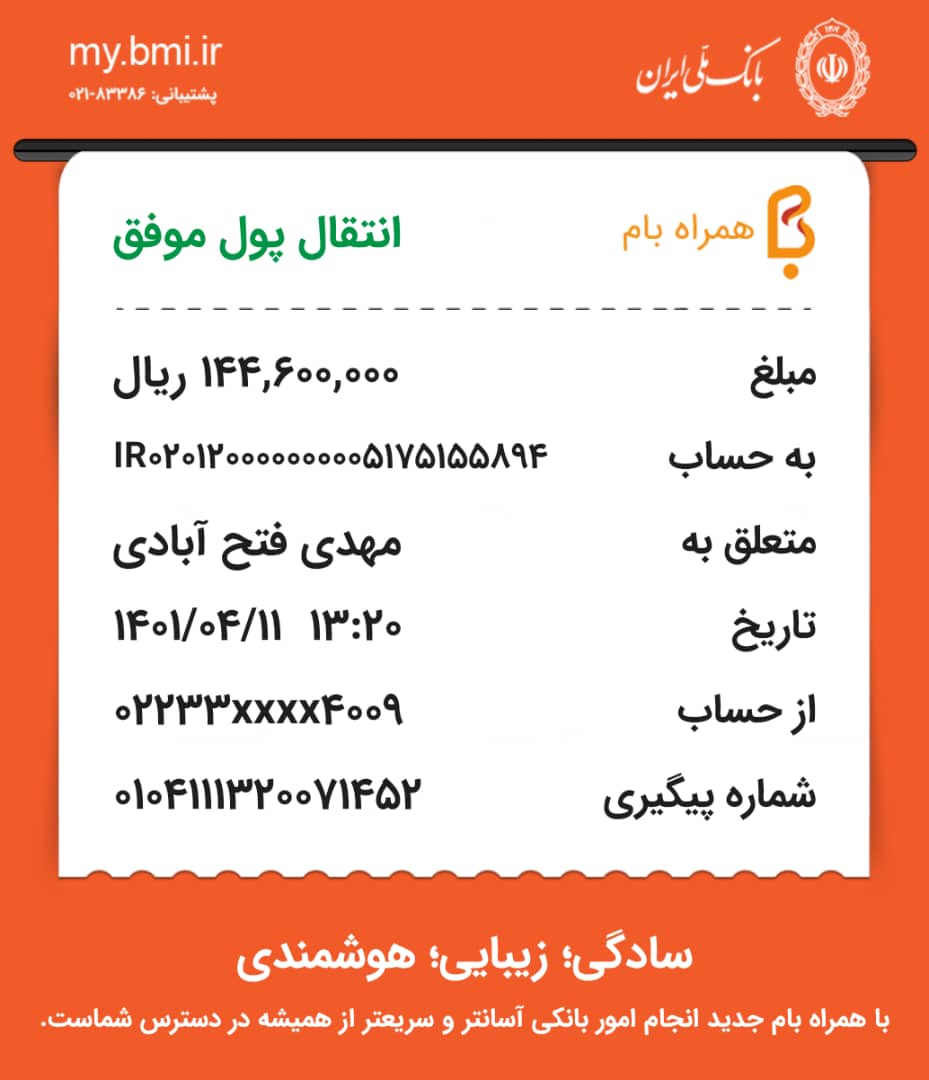 بانک ملی ایران
my.bmi.ir
پشتیبانی: ۸۳۳۸۶-۰۲۱
همراه بام
انتقال پول موفق
مبلغ ۱۴۴,۶۰۰,۰۰۰ ریال
به حساب IR۰۲۰۱۲۰۰۰۰۰۰۰۰۰۵۱۷۵۱۵۵۸۹۴
متعلق به مهدی فتح آبادی
تاریخ ۱۴۰۱/۰۴/۱۱ ۱۳:۲۰
از حساب ۰۲۲۳۳xxxx۴۰۰۹
شماره پیگیری ۰۱۰۴۱۱۱۳۲۰۰۷۱۴۵۲
سادگی؛ زیبایی؛ هوشمندی
با همراه بام جدید انجام امور بانکی آسانتر و سریعتر از همیشه در دسترس شماست.